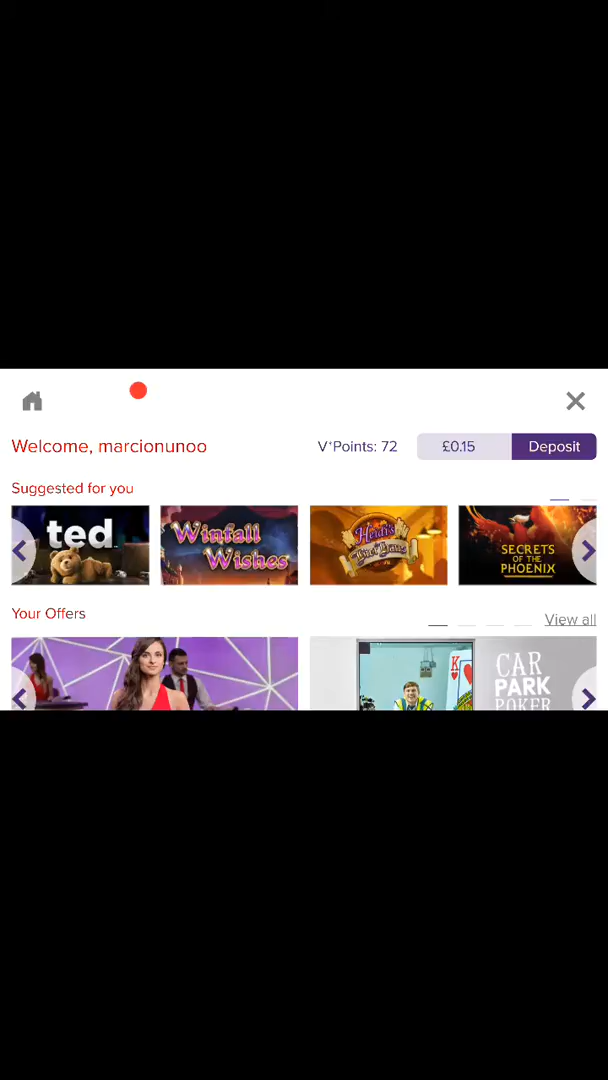 Welcome, marcionunoo
V+Points: 72
£0.15
Deposit
Suggested for you
ted
Winfall
Wishes
Heidi's
SECRETS
OF THE
PHOENIX
Your Offers
View all
K
CAR
PARK
POKER